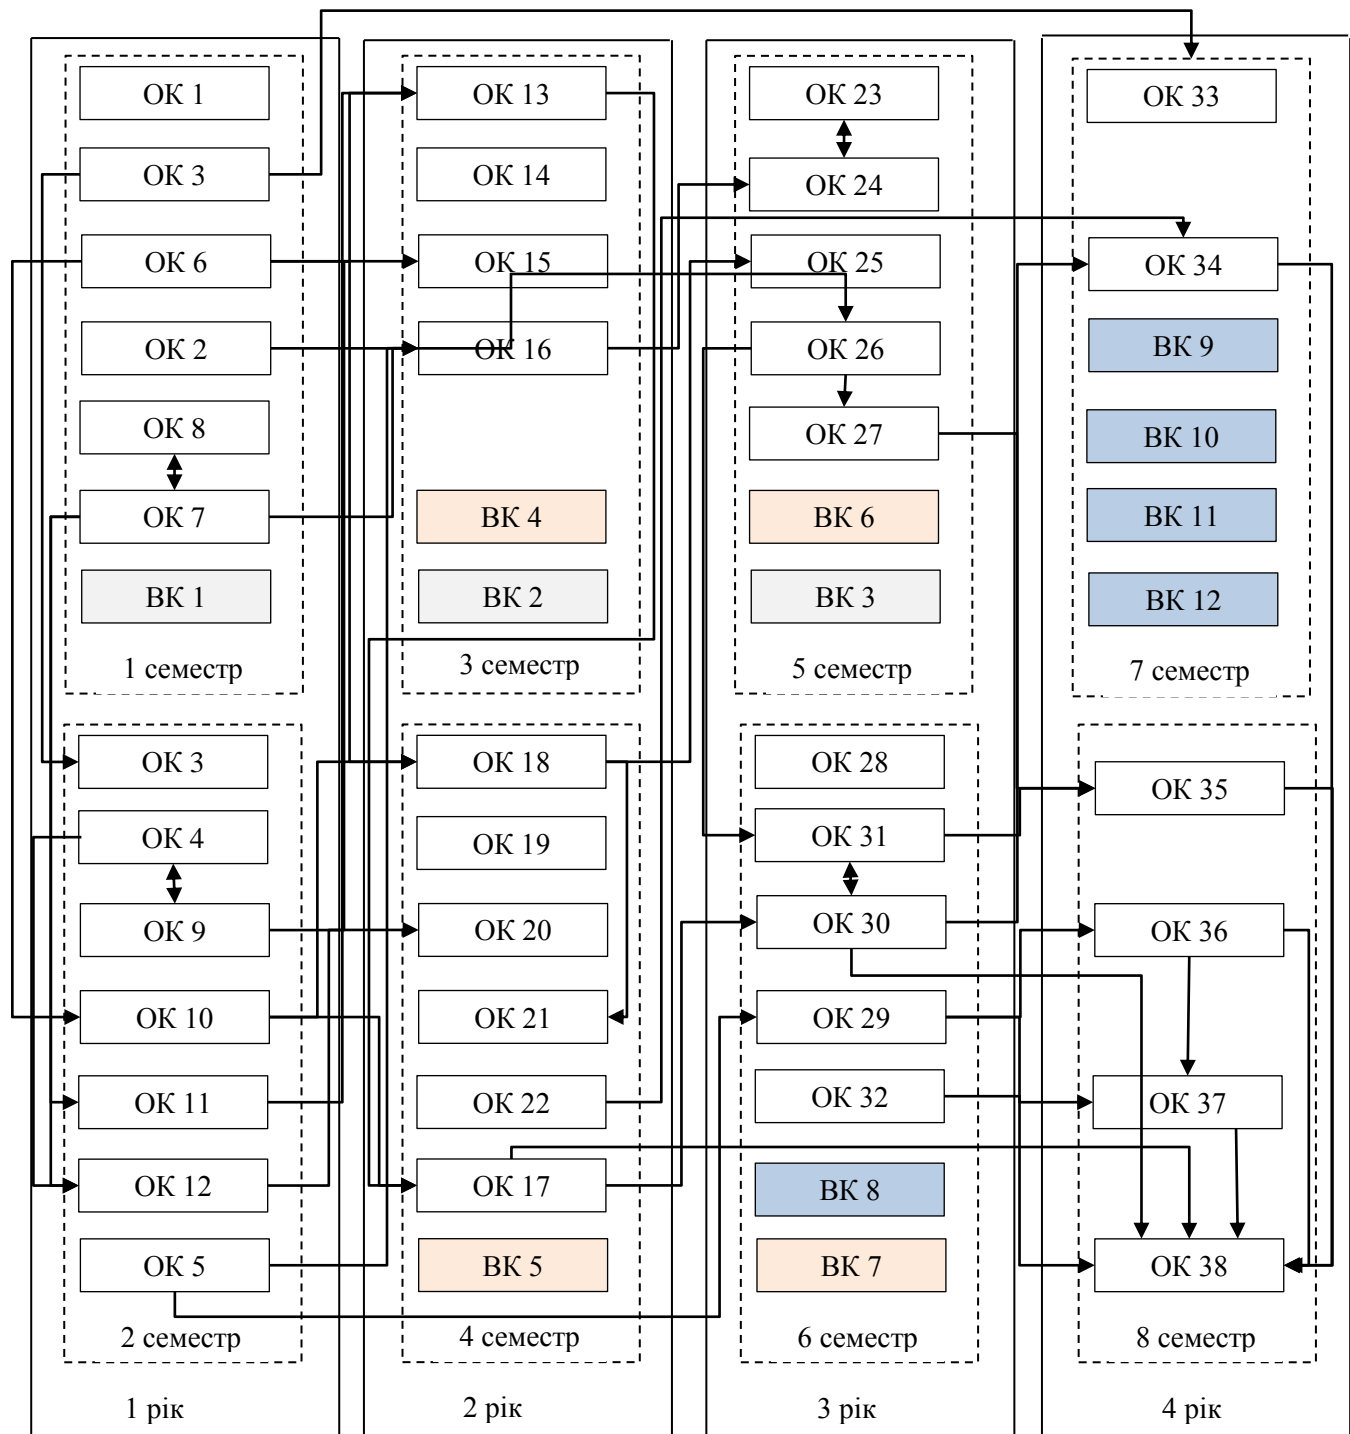 ОК 1
ОК 3
ОК 6
ОК 2
ОК 8
ОК 7
ВК 1
1 семестр
ОК 3
ОК 4
ОК 9
ОК 10
ОК 11
ОК 12
ОК 5
2 семестр
1 рік
ОК 13
ОК 14
ОК 15
ОК 16
ВК 4
ВК 2
3 семестр
ОК 18
ОК 19
ОК 20
ОК 21
ОК 22
ОК 17
ВК 5
4 семестр
2 рік
ОК 23
ОК 24
ОК 25
ОК 26
ОК 27
ВК 6
ВК 3
5 семестр
ОК 28
ОК 31
ОК 30
ОК 29
ОК 32
ВК 8
ВК 7
6 семестр
3 рік
ОК 33
ОК 34
ВК 9
ВК 10
ВК 11
ВК 12
7 семестр
ОК 35
ОК 36
ОК 37
ОК 38
8 семестр
4 рік